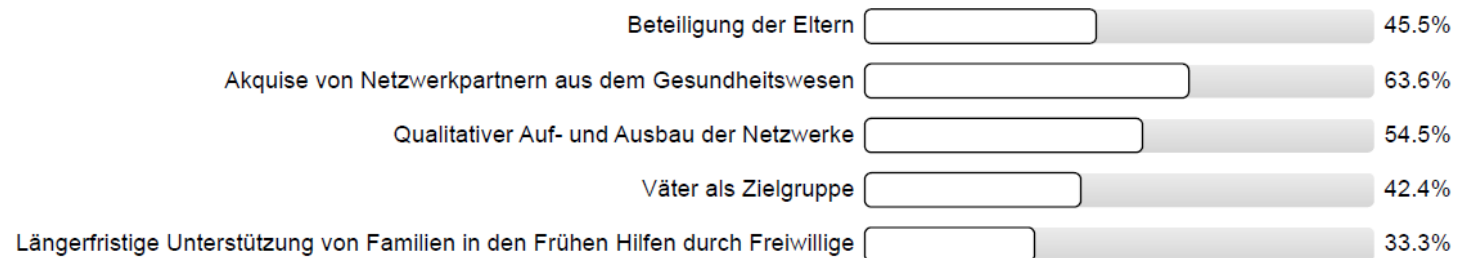 Beteiligung der Eltern 45.5%
Akquise von Netzwerkpartnern aus dem Gesundheitswesen 63.6%
Qualitativer Auf- und Ausbau der Netzwerke 54.5%
Väter als Zielgruppe 42.4%
Längerfristige Unterstützung von Familien in den Frühen Hilfen durch Freiwillige 33.3%